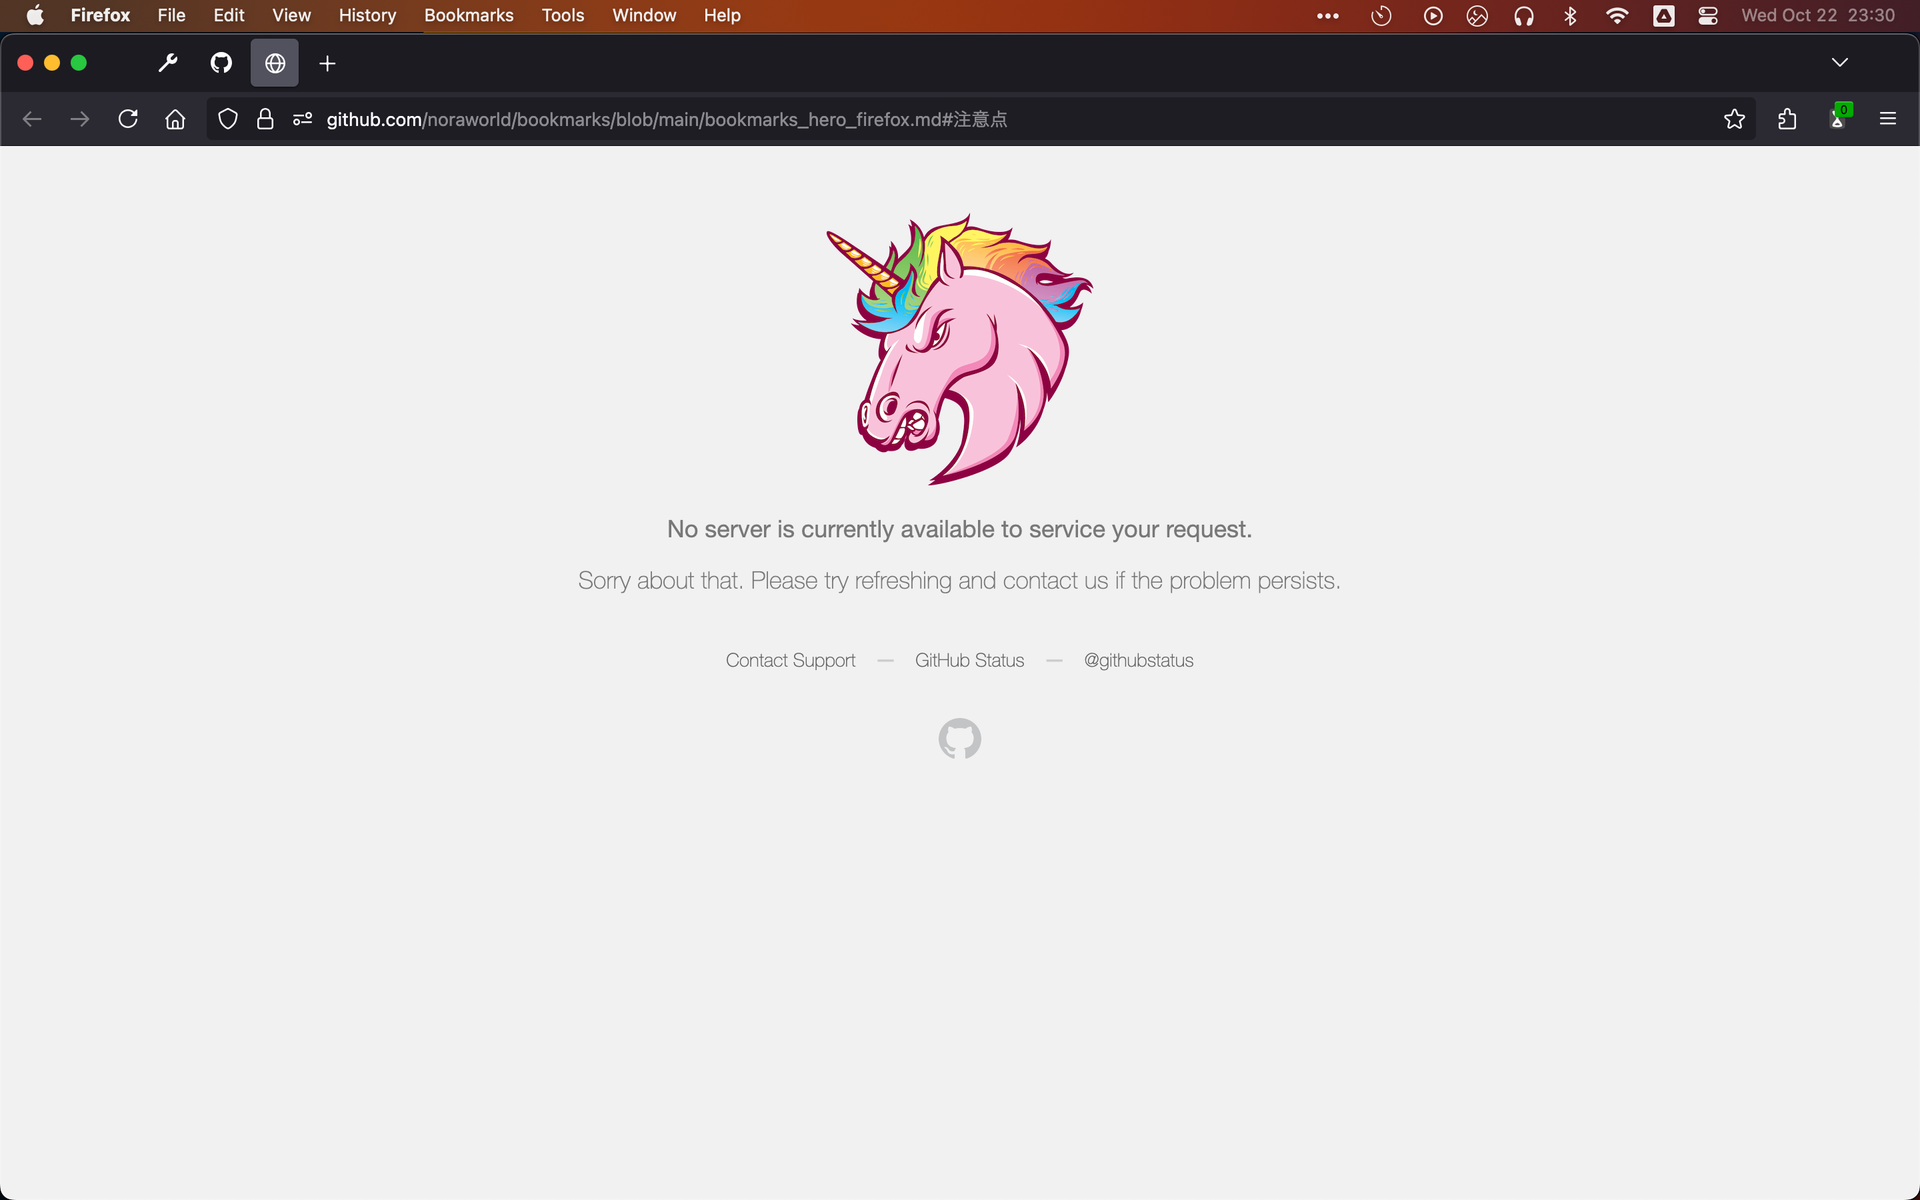 Firefox File Edit View History Bookmarks Tools Window Help Wed Oct 22 23:30
github.com/noraworld/bookmarks/blob/main/bookmarks_hero_firefox.md#注意点 0
No server is currently available to service your request.
Sorry about that. Please try refreshing and contact us if the problem persists.
Contact Support — GitHub Status — @githubstatus